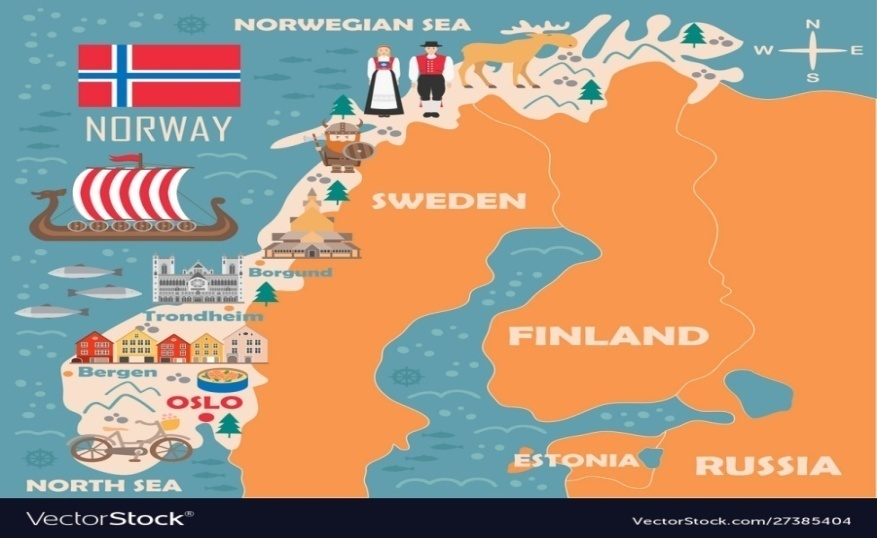 NORWEGIAN SEA
N
W E
S
NORWAY
SWEDEN
Borgund
Trondheim
FINLAND
Bergen
OSLO
ESTONIA
RUSSIA
NORTH SEA
VectorStock®
VectorStock.com/27385404